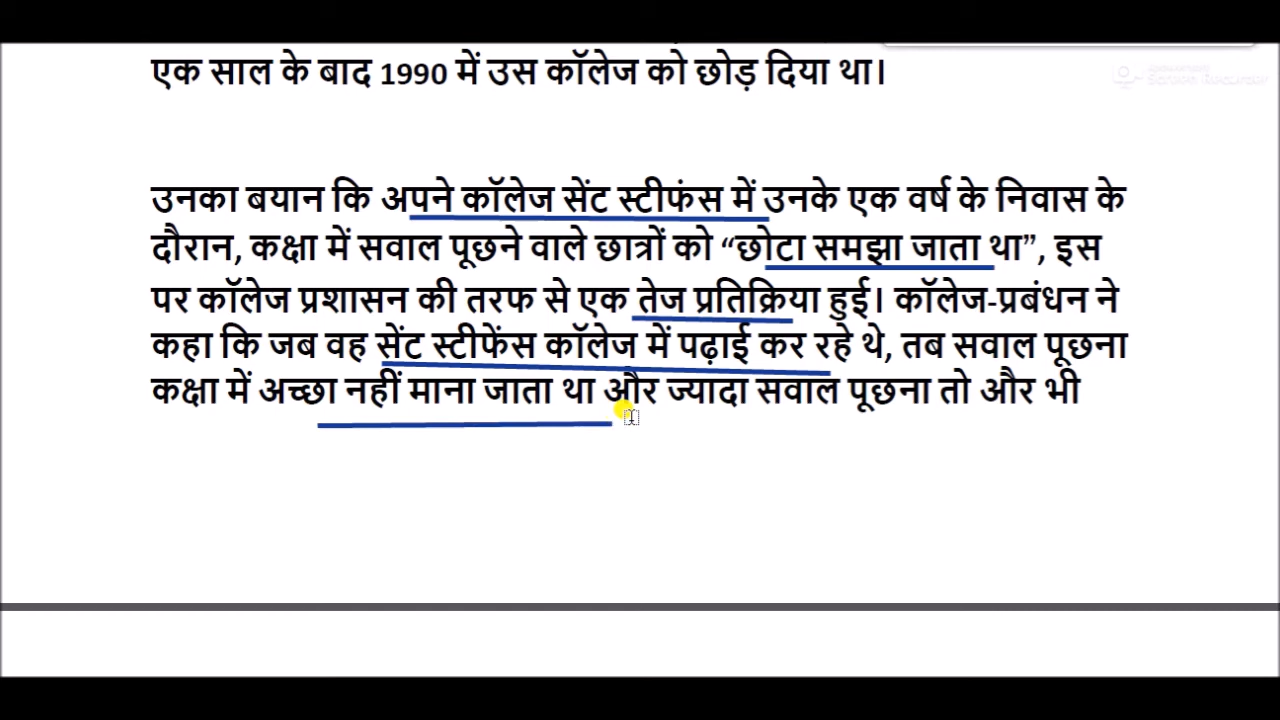 एक साल के बाद 1990 में उस कॉलेज को छोड़ दिया था।
उनका बयान कि अपने कॉलेज सेंट स्टीफंस में उनके एक वर्ष के निवास के
दौरान, कक्षा में सवाल पूछने वाले छात्रों को “छोटा समझा जाता था”, इस
पर कॉलेज प्रशासन की तरफ से एक तेज प्रतिक्रिया हुई। कॉलेज-प्रबंधन ने
कहा कि जब वह सेंट स्टीफेंस कॉलेज में पढ़ाई कर रहे थे, तब सवाल पूछना
कक्षा में अच्छा नहीं माना जाता था और ज्यादा सवाल पूछना तो और भी